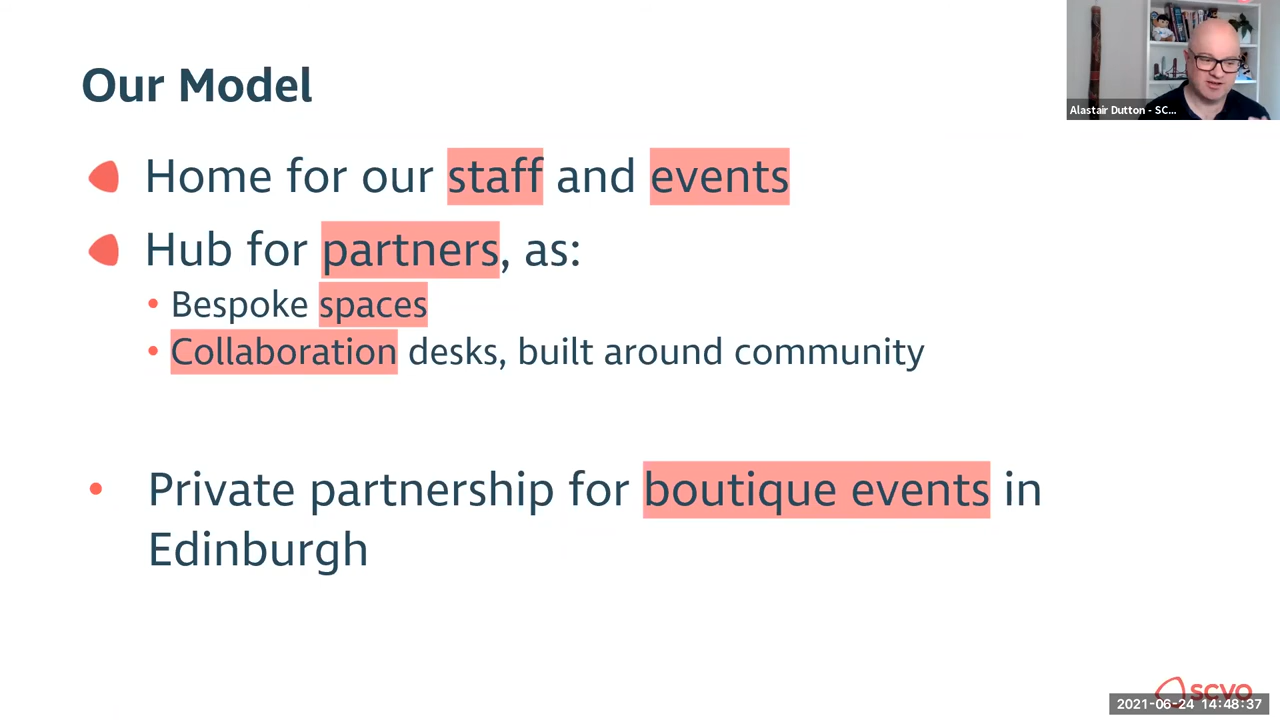 Our Model
Alastair Dutton - SC...
Home for our staff and events
Hub for partners, as:
• Bespoke spaces
• Collaboration desks, built around community
• Private partnership for boutique events in
Edinburgh
scvo
2021-06-24 14:48:37